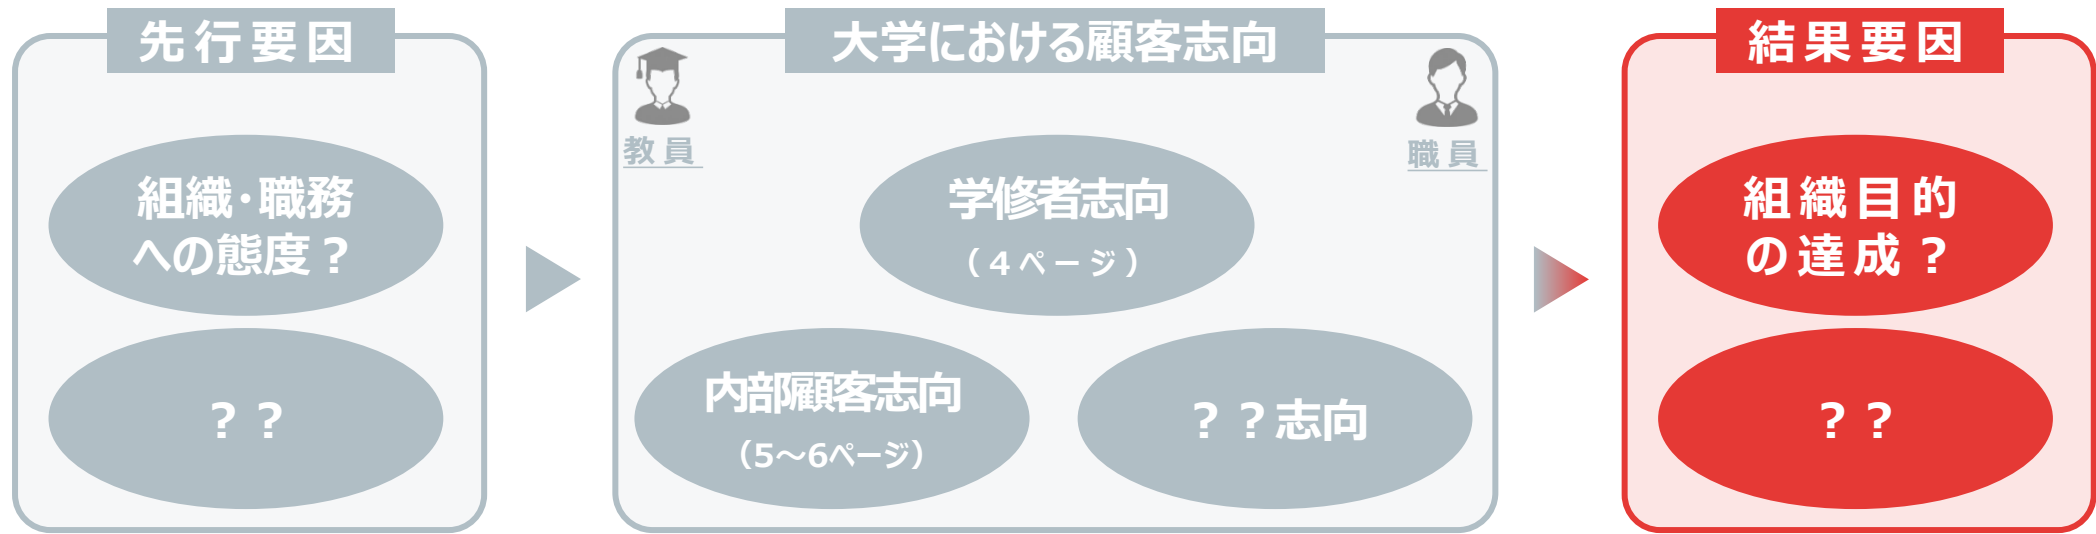 先行要因
組織・職務
への態度？
？？
大学における顧客志向
教員
職員
学修者志向
（４ページ）
内部顧客志向
（5～6ページ）
？？志向
結果要因
組織目的
の達成？
？？